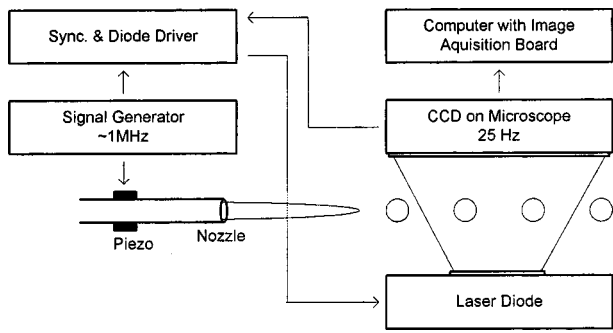 Sync. & Diode Driver
Computer with Image
Aquisition Board
Signal Generator
~1MHz
CCD on Microscope
25 Hz
Piezo
Nozzle
Laser Diode